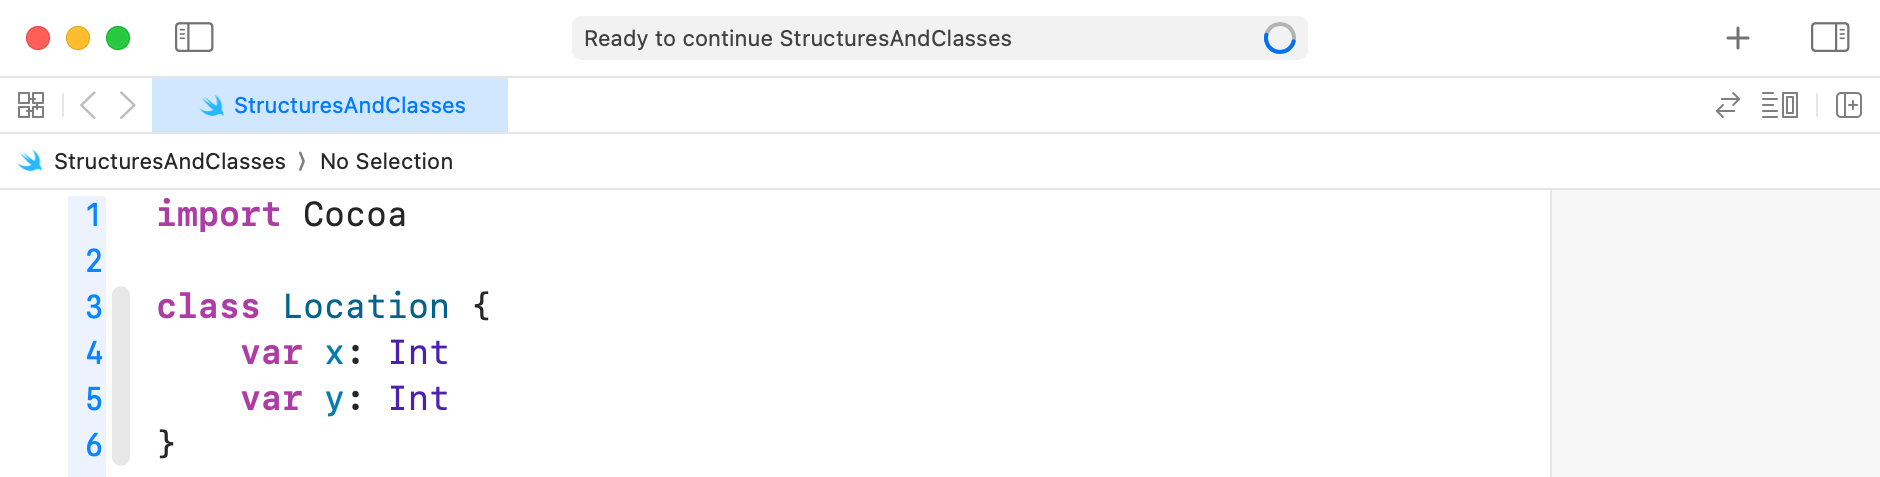 Ready to continue StructuresAndClasses
StructuresAndClasses
StructuresAndClasses ⟩ No Selection
1 import Cocoa
2
3 class Location {
4     var x: Int
5     var y: Int
6 }